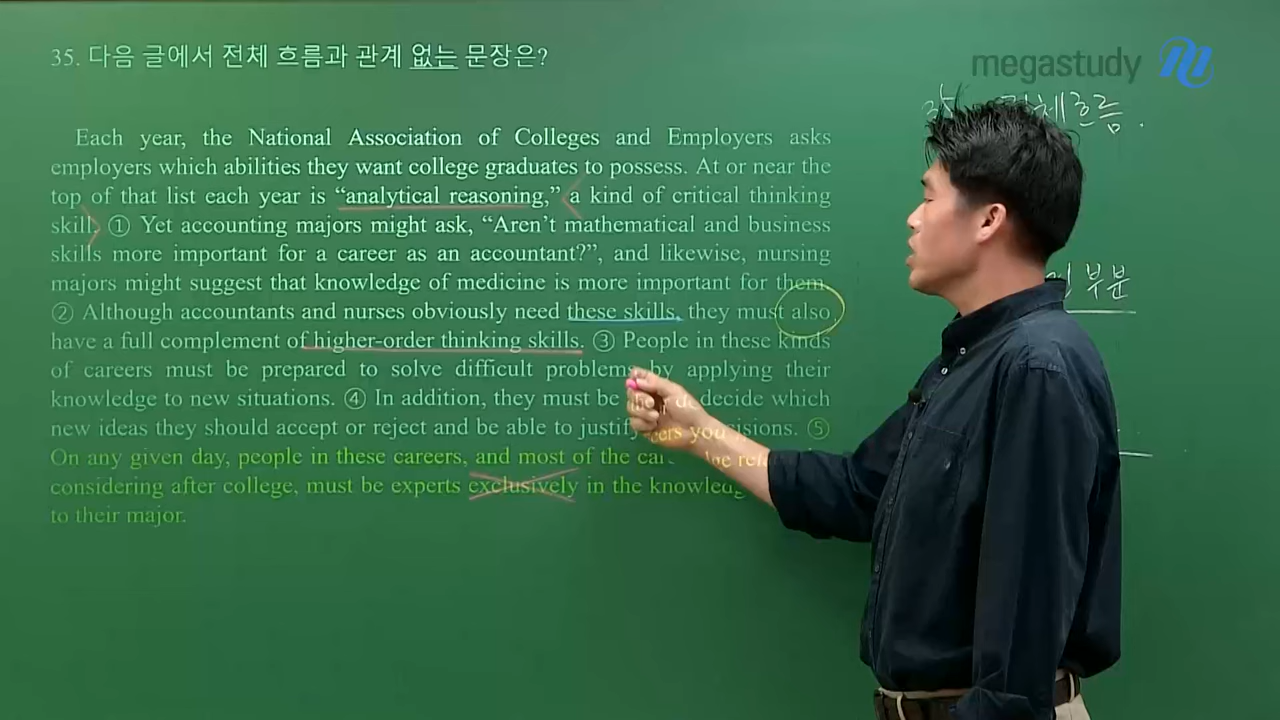 35. 다음 글에서 전체 흐름과 관계 없는 문장은?
megastudy
전체흐름.
Each year, the National Association of Colleges and Employers asks
employers which abilities they want college graduates to possess. At or near the
top of that list each year is “analytical reasoning,” a kind of critical thinking
skill. ① Yet accounting majors might ask, “Aren’t mathematical and business
skills more important for a career as an accountant?”, and likewise, nursing
majors might suggest that knowledge of medicine is more important for them.
부분
② Although accountants and nurses obviously need these skills, they must also
have a full complement of higher-order thinking skills. ③ People in these kinds
of careers must be prepared to solve difficult problems by applying their
knowledge to new situations. ④ In addition, they must be decide which
new ideas they should accept or reject and be able to justify ⑤
On any given day, people in these careers, and most of the
considering after college, must be experts exclusively in the
to their major.